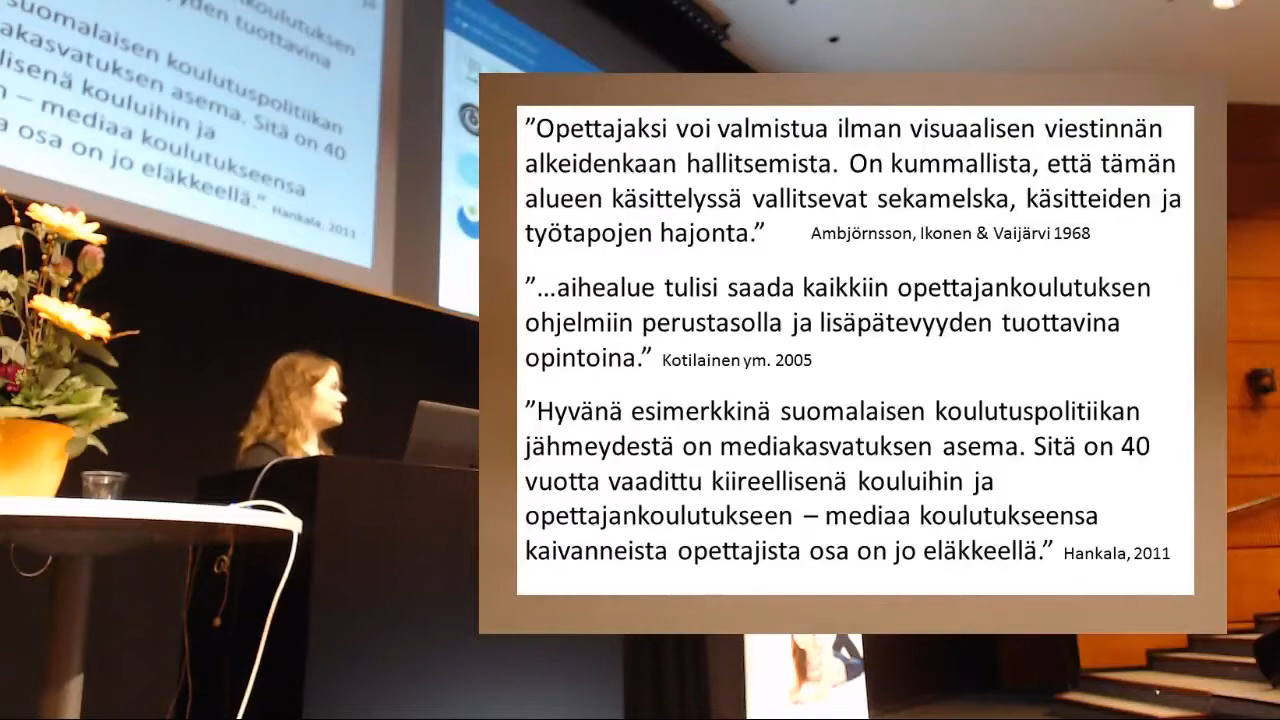 koulutuksen
yden tuottavina
suomalaisen koulutuspolitiikan
akasvatuksen asema. Sitä on 40
lisenä kouluihin ja
n – mediaa koulutukseensa
a osa on jo eläkkeellä.” Hankala, 2011
”Opettajaksi voi valmistua ilman visuaalisen viestinnän
alkeidenkaan hallitsemista. On kummallista, että tämän
alueen käsittelyssä vallitsevat sekamelska, käsitteiden ja
työtapojen hajonta.” Ambjörnsson, Ikonen & Vaijärvi 1968
”…aihealue tulisi saada kaikkiin opettajankoulutuksen
ohjelmiin perustasolla ja lisäpätevyyden tuottavina
opintoina.” Kotilainen ym. 2005
”Hyvänä esimerkkinä suomalaisen koulutuspolitiikan
jähmeydestä on mediakasvatuksen asema. Sitä on 40
vuotta vaadittu kiireellisenä kouluihin ja
opettajankoulutukseen – mediaa koulutukseensa
kaivanneista opettajista osa on jo eläkkeellä.” Hankala, 2011